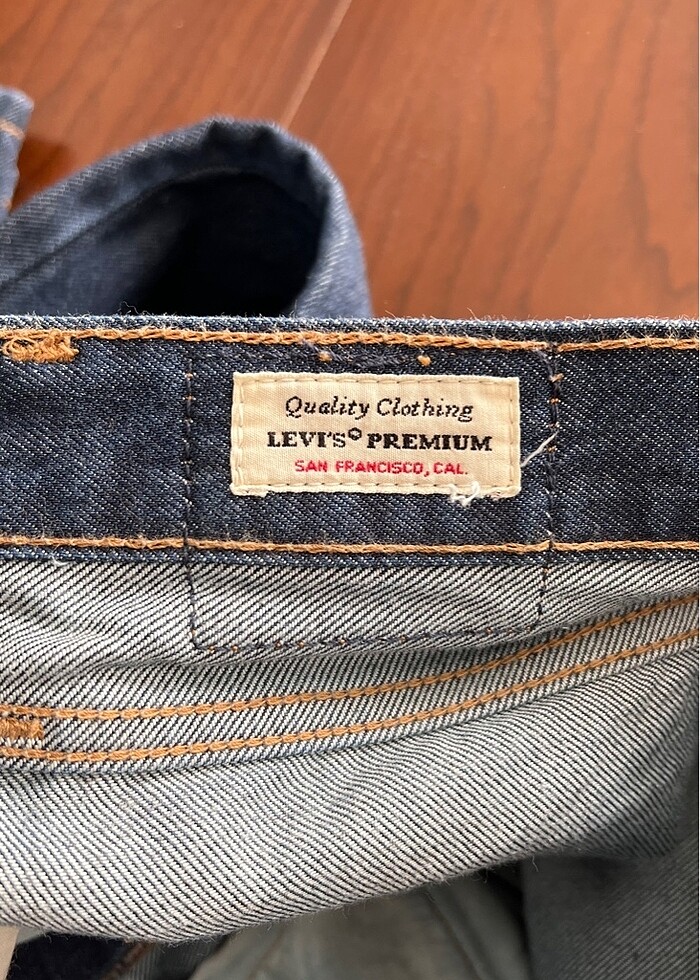 Quality Clothing
LEVI'S® PREMIUM
SAN FRANCISCO, CAL.